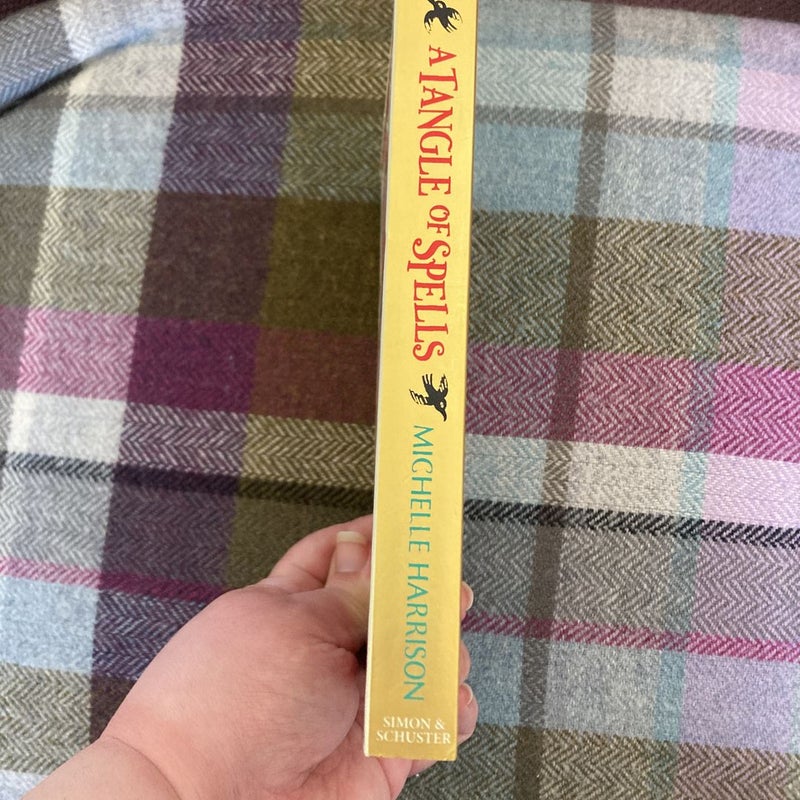 A TANGLE OF SPELLS
MICHELLE HARRISON
SIMON &
SCHUSTER